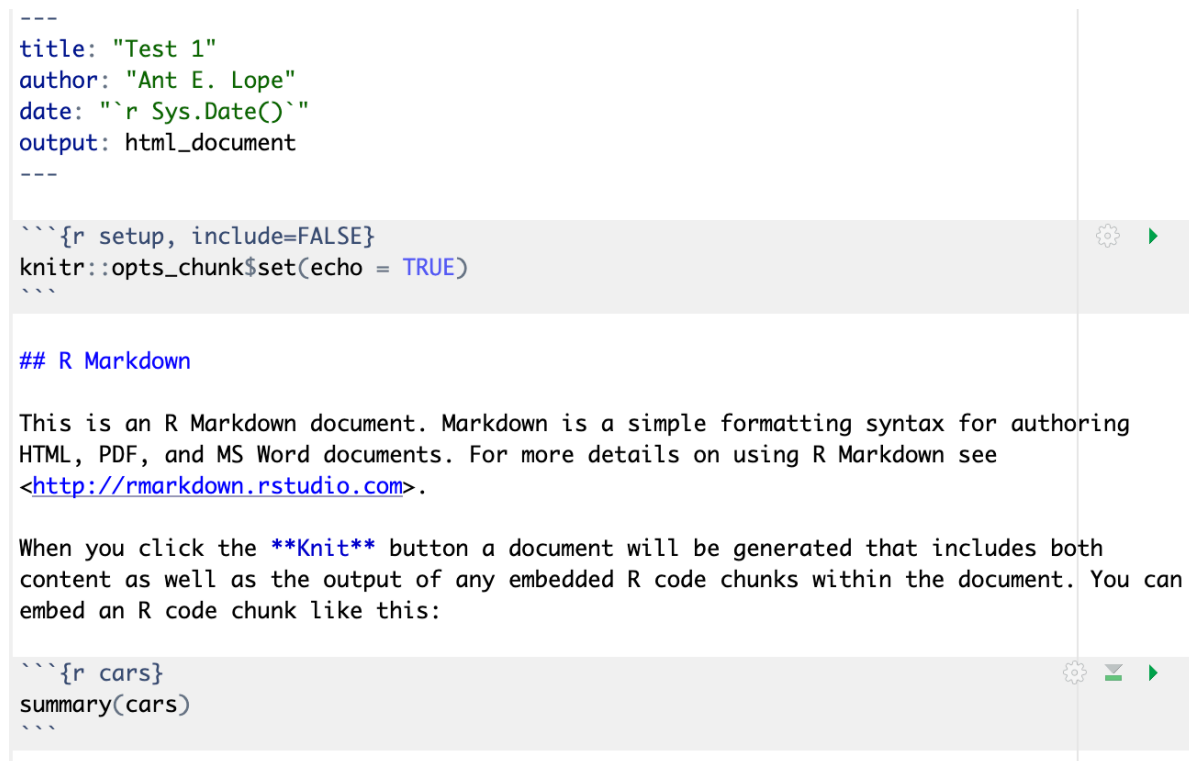 ---
title: "Test 1"
author: "Ant E. Lope"
date: "`r Sys.Date()`"
output: html_document
---
```{r setup, include=FALSE}
knitr::opts_chunk$set(echo = TRUE)
```
## R Markdown
This is an R Markdown document. Markdown is a simple formatting syntax for authoring
HTML, PDF, and MS Word documents. For more details on using R Markdown see
<http://rmarkdown.rstudio.com>.
When you click the **Knit** button a document will be generated that includes both
content as well as the output of any embedded R code chunks within the document. You can
embed an R code chunk like this:
```{r cars}
summary(cars)
```